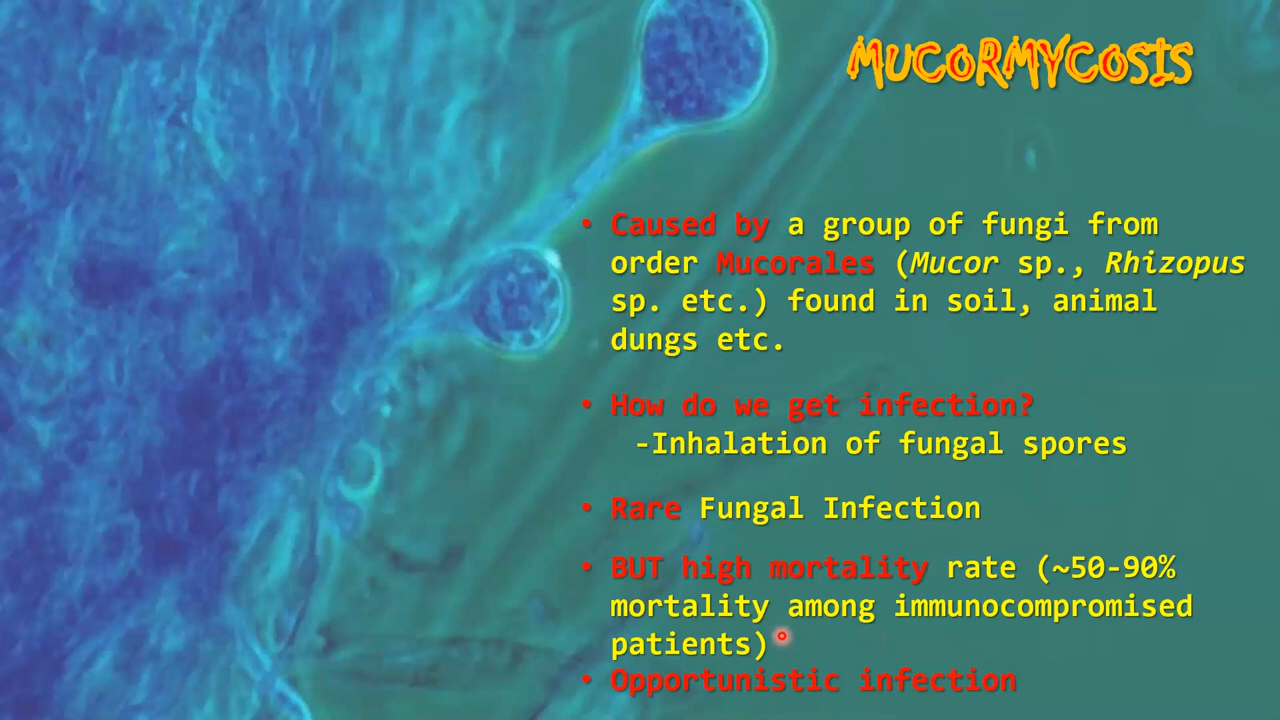 MUCORMYCOSIS
• Caused by a group of fungi from
order Mucorales (Mucor sp., Rhizopus
sp. etc.) found in soil, animal
dungs etc.
• How do we get infection?
-Inhalation of fungal spores
• Rare Fungal Infection
• BUT high mortality rate (~50-90%
mortality among immunocompromised
patients)
• Opportunistic infection